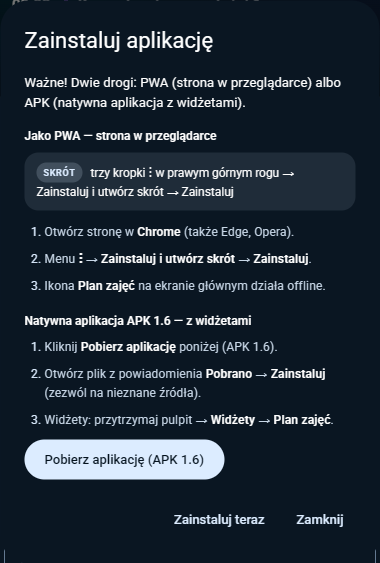 Zainstaluj aplikację
Ważne! Dwie drogi: PWA (strona w przeglądarce) albo
APK (natywna aplikacja z widżetami).
Jako PWA — strona w przeglądarce
SKRÓT trzy kropki ⋮ w prawym górnym rogu →
Zainstaluj i utwórz skrót → Zainstaluj
1. Otwórz stronę w Chrome (także Edge, Opera).
2. Menu ⋮ → Zainstaluj i utwórz skrót → Zainstaluj.
3. Ikona Plan zajęć na ekranie głównym działa offline.
Natywna aplikacja APK 1.6 — z widżetami
1. Kliknij Pobierz aplikację poniżej (APK 1.6).
2. Otwórz plik z powiadomienia Pobrano → Zainstaluj
(zezwól na nieznane źródła).
3. Widżety: przytrzymaj pulpit → Widżety → Plan zajęć.
Pobierz aplikację (APK 1.6)
Zainstaluj teraz Zamknij